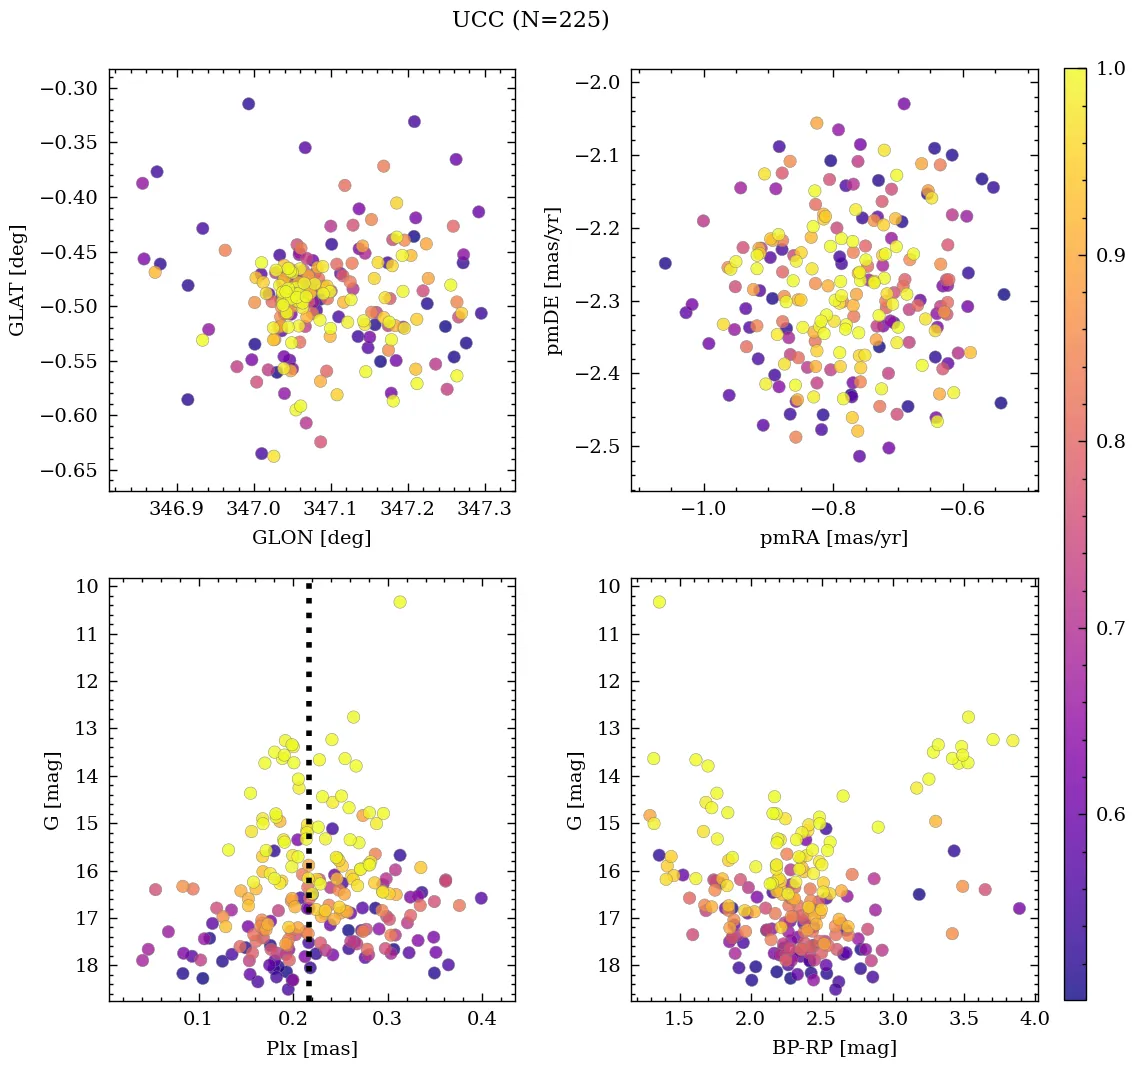 UCC (N=225)
−0.30
−0.35
−0.40
−0.45
−0.50
−0.55
−0.60
−0.65
GLAT [deg]
346.9 347.0 347.1 347.2 347.3
GLON [deg]
−2.0
−2.1
−2.2
−2.3
−2.4
−2.5
pmDE [mas/yr]
−1.0 −0.8 −0.6
pmRA [mas/yr]
10
11
12
13
14
15
16
17
18
G [mag]
0.1 0.2 0.3 0.4
Plx [mas]
10
11
12
13
14
15
16
17
18
G [mag]
1.5 2.0 2.5 3.0 3.5 4.0
BP-RP [mag]
1.0
0.9
0.8
0.7
0.6